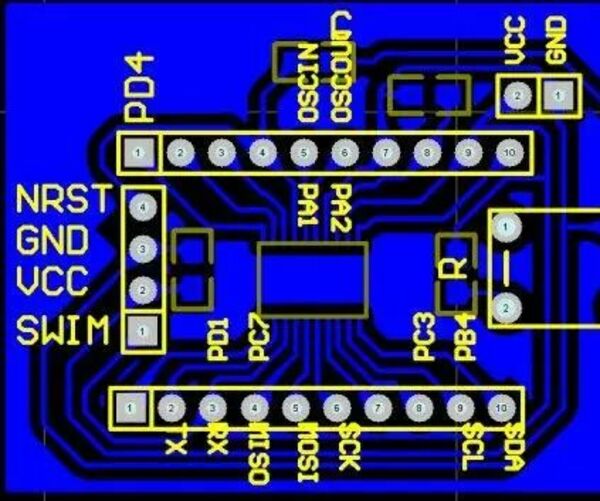 VCC
GND
2
1
OSCIN
OSCOUT
PD4
1 2 3 4 5 6 7 8 9 10
PA1
PA2
NRST
4
GND
3
VCC
2
SWIM
1
R
1
2
PD1
PC7
PC3
PB4
1 2 3 4 5 6 7 8 9 10
TX
RX
MISO
MOSI
SCK
SCL
SDA